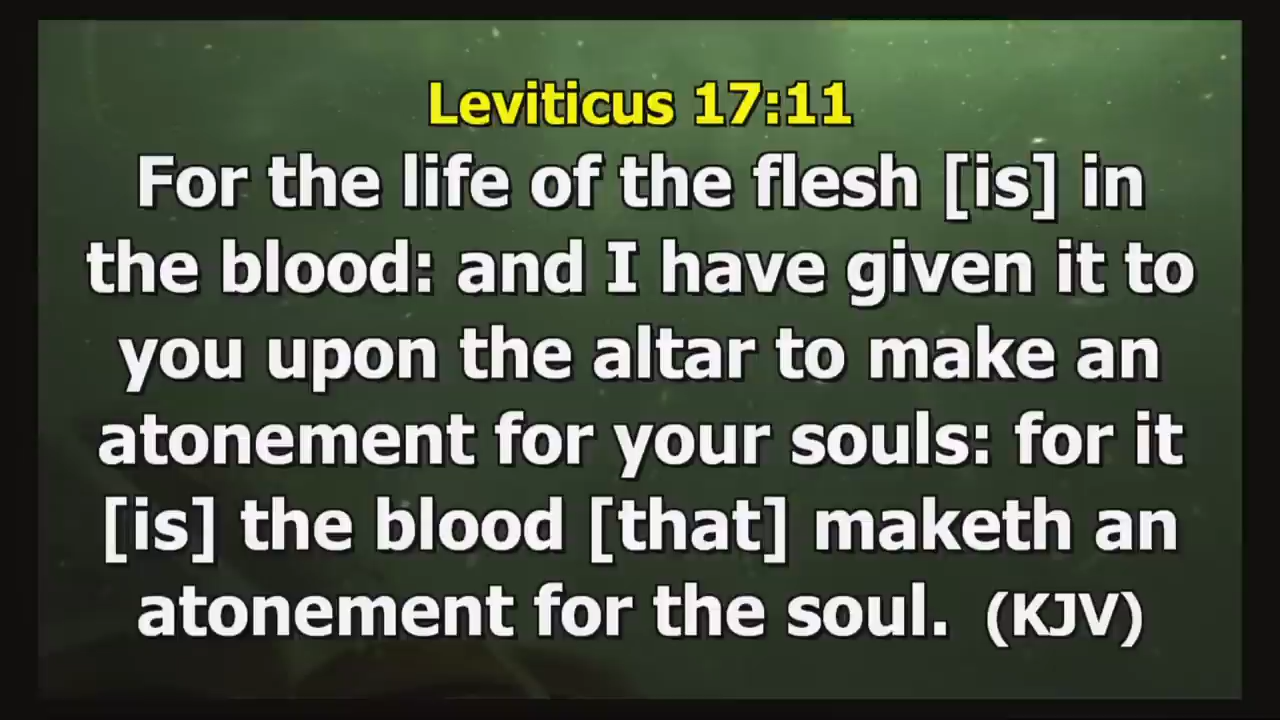 Leviticus 17:11
For the life of the flesh [is] in
the blood: and I have given it to
you upon the altar to make an
atonement for your souls: for it
[is] the blood [that] maketh an
atonement for the soul. (KJV)